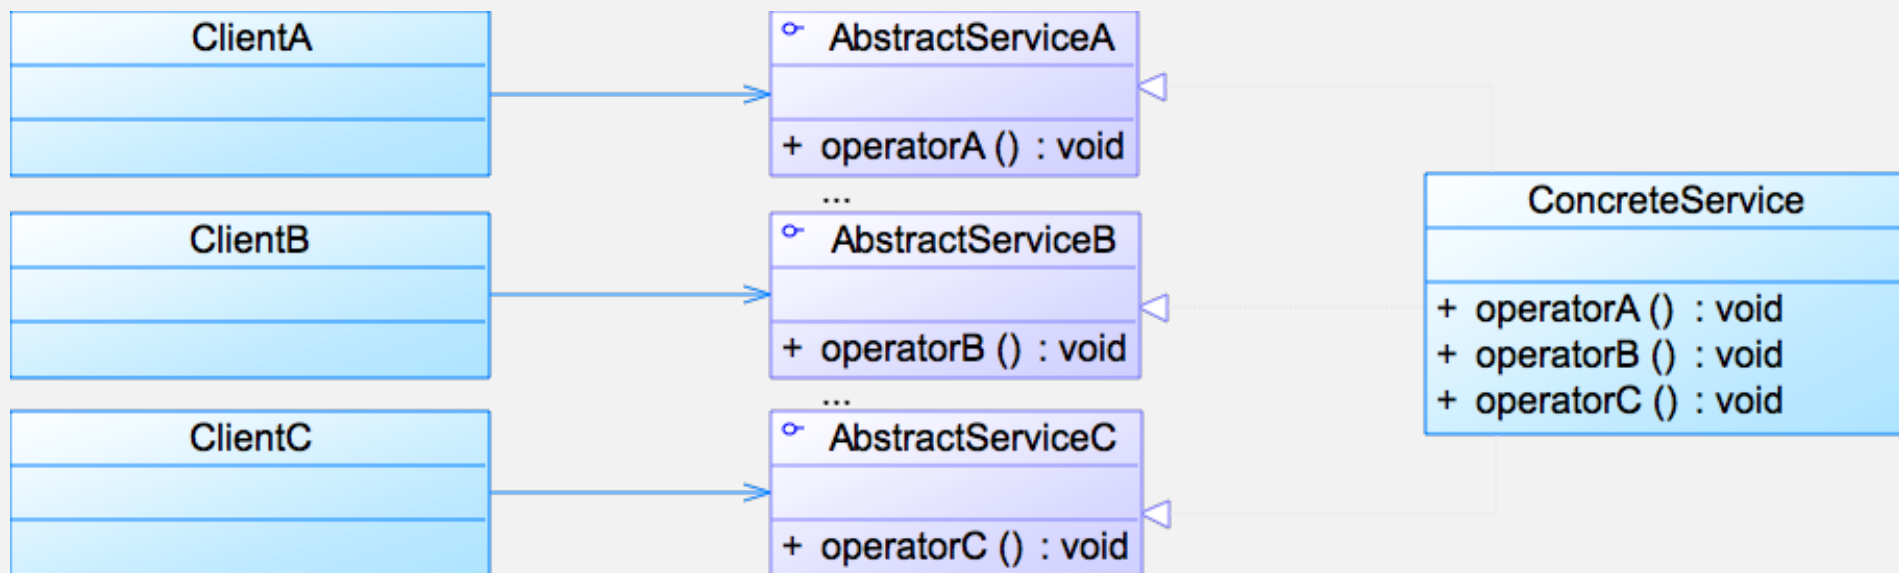 ClientA
AbstractServiceA
+ operatorA () : void
...
ClientB
AbstractServiceB
+ operatorB () : void
...
ClientC
AbstractServiceC
+ operatorC () : void
ConcreteService
+ operatorA () : void
+ operatorB () : void
+ operatorC () : void